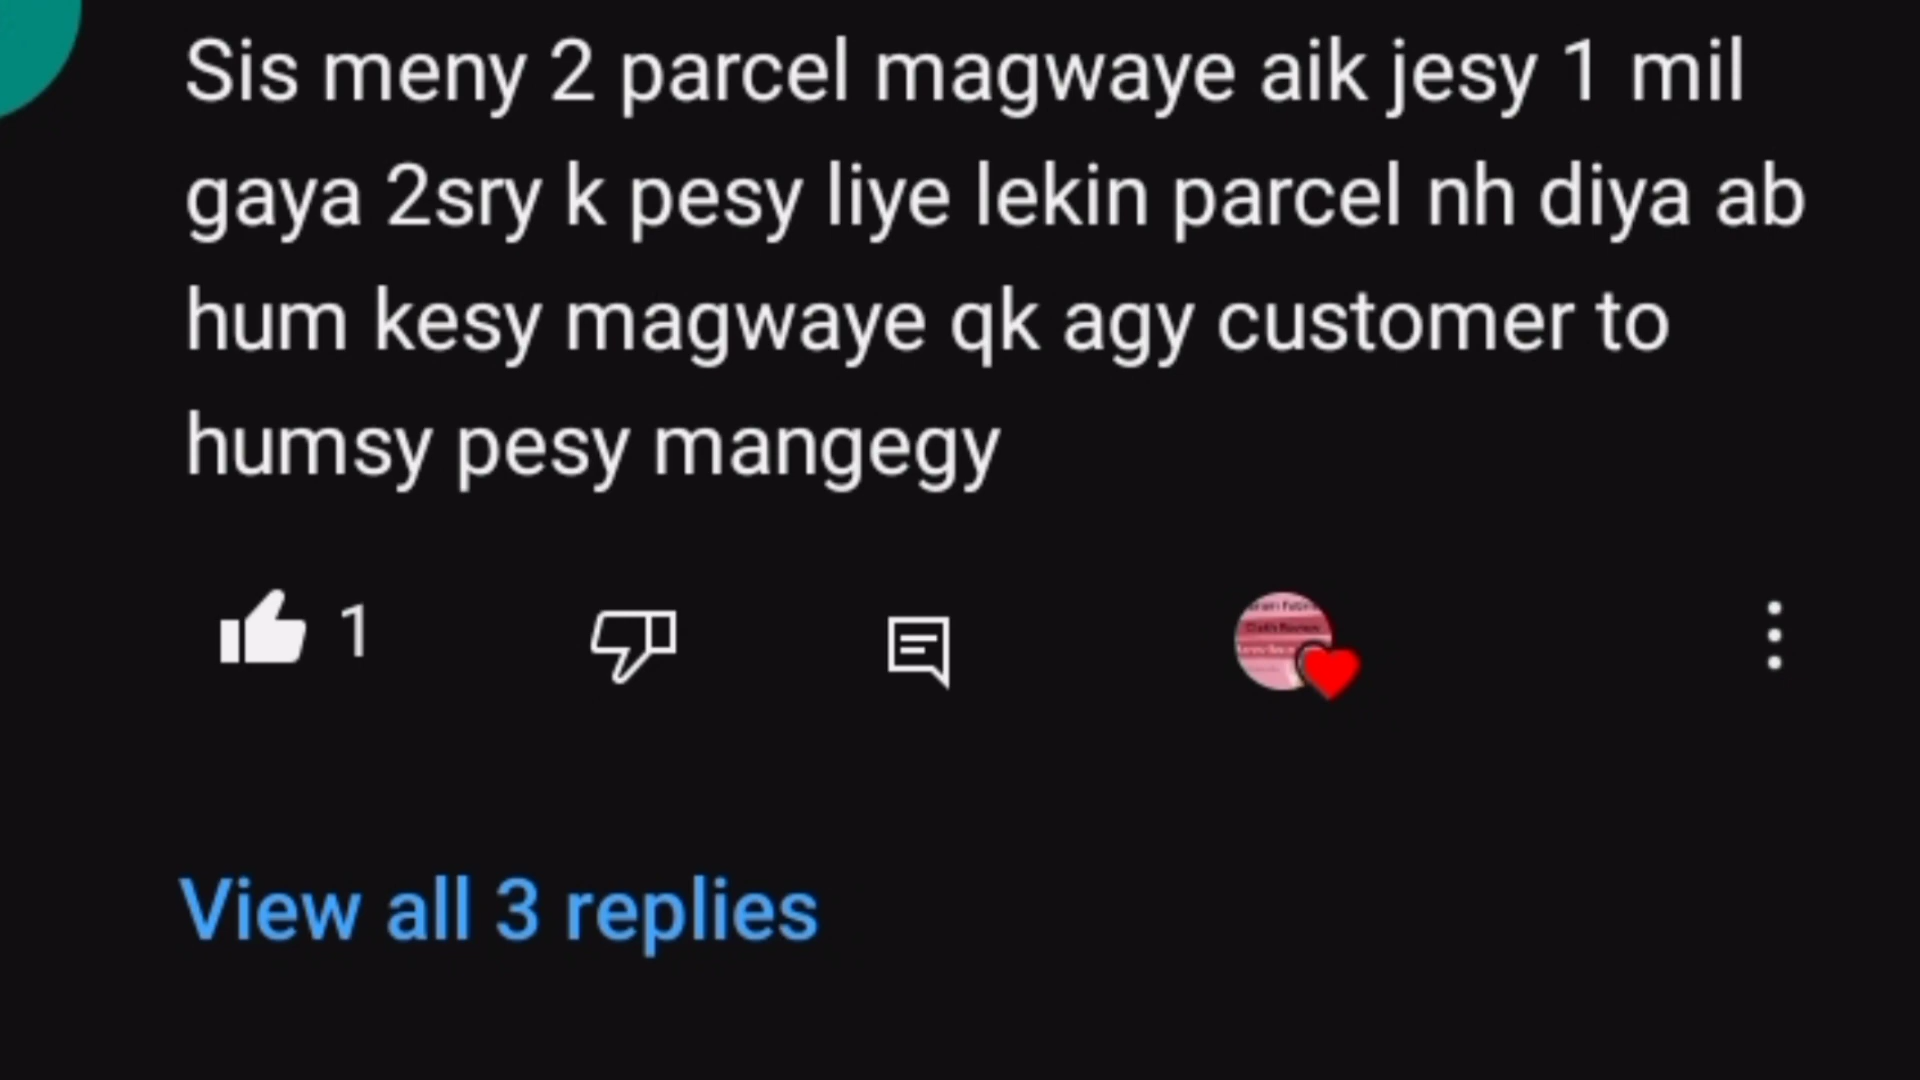 Sis meny 2 parcel magwaye aik jesy 1 mil
gaya 2sry k pesy liye lekin parcel nh diya ab
hum kesy magwaye qk agy customer to
humsy pesy mangegy
1
View all 3 replies